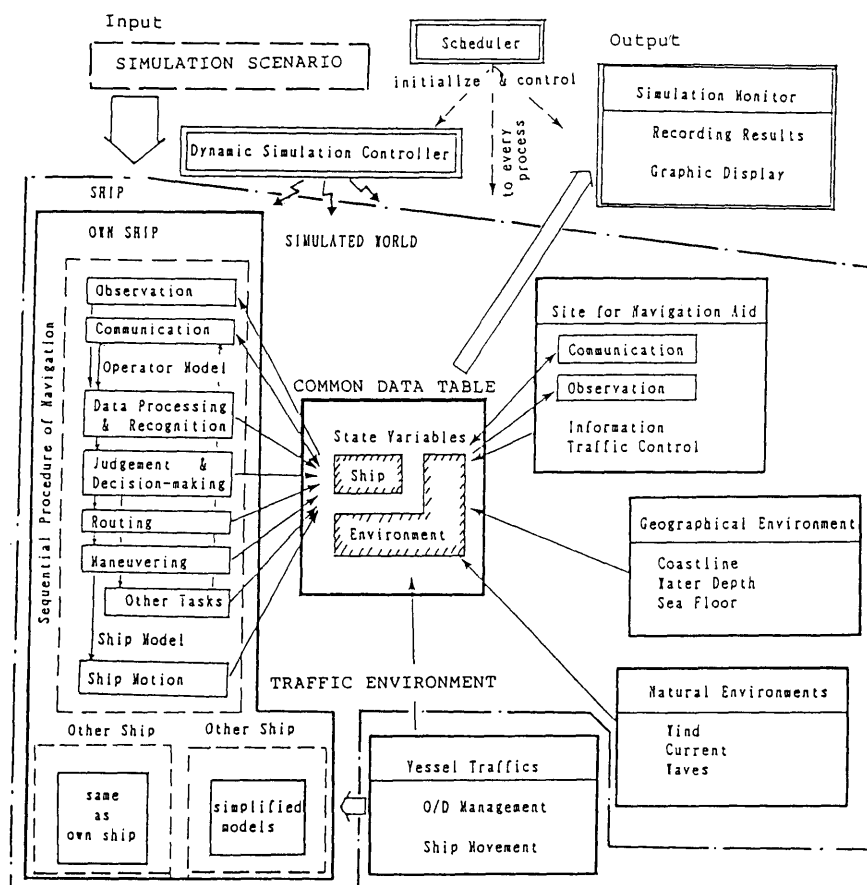 Input
SIMULATION SCENARIO
Scheduler
initialize & control
to every
process
Output
Simulation Monitor
Recording Results
Graphic Display
Dynamic Simulation Controller
SHIP
OWN SHIP
SIMULATED WORLD
Sequential Procedure of Navigation
Observation
Communication
Operator Model
Data Processing
& Recognition
Judgement &
Decision-making
Routing
Maneuvering
Other Tasks
Ship Model
Ship Motion
COMMON DATA TABLE
State Variables
Ship
Environment
Site for Navigation Aid
Communication
Observation
Information
Traffic Control
Geographical Environment
Coastline
Water Depth
Sea Floor
TRAFFIC ENVIRONMENT
Natural Environments
Wind
Current
Waves
Other Ship
same
as
own ship
Other Ship
simplified
models
Vessel Traffics
O/D Management
Ship Movement